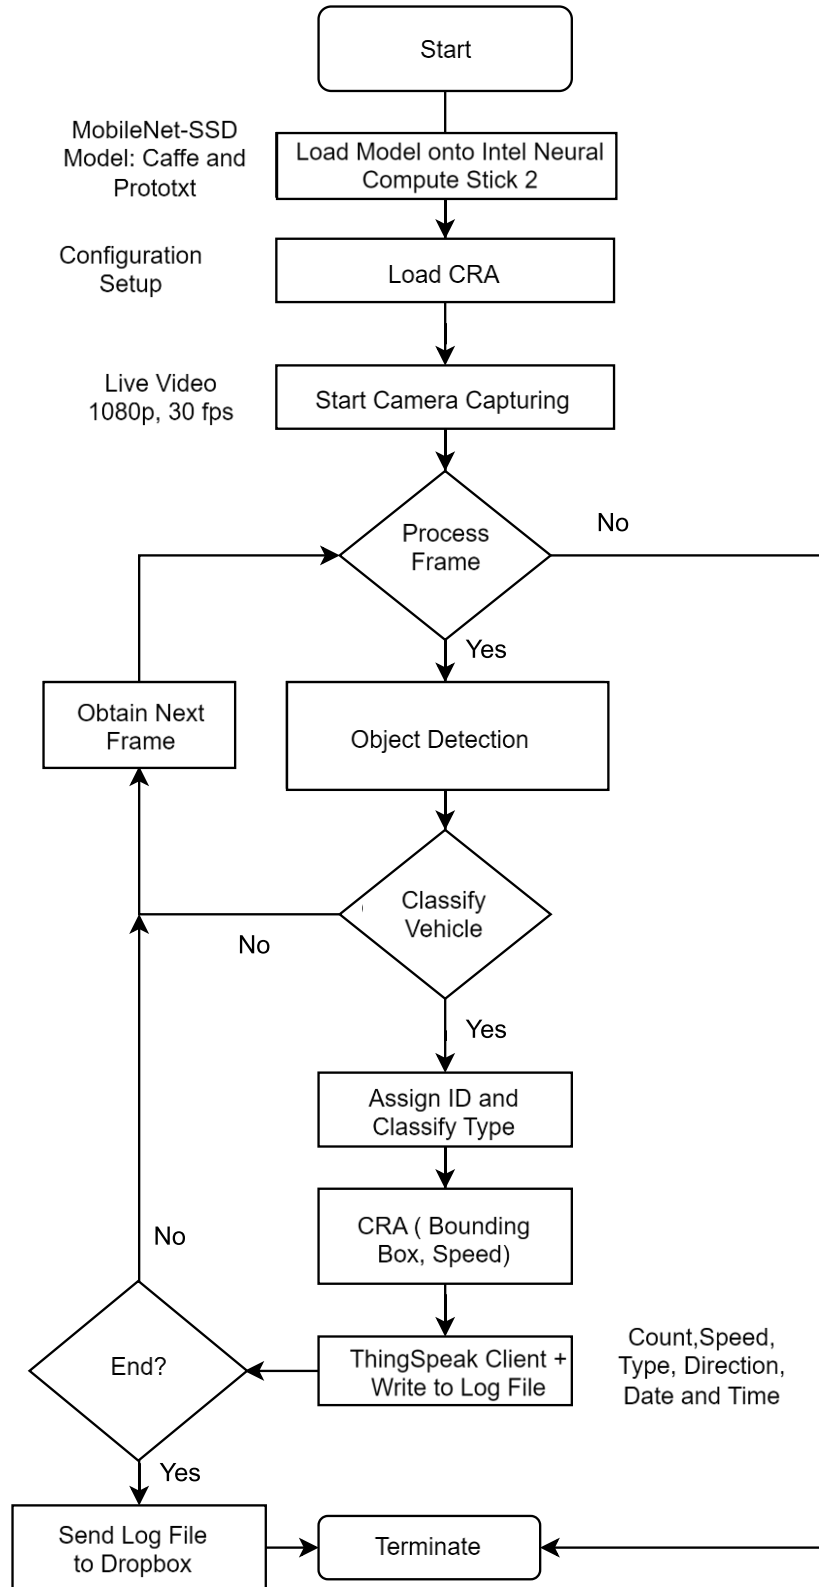 Start
MobileNet-SSD
Model: Caffe and
Prototxt
Load Model onto Intel Neural
Compute Stick 2
Configuration
Setup
Load CRA
Live Video
1080p, 30 fps
Start Camera Capturing
Process
Frame
No
Yes
Obtain Next
Frame
Object Detection
Classify
Vehicle
No
Yes
Assign ID and
Classify Type
CRA ( Bounding
Box, Speed)
No
End?
ThingSpeak Client +
Write to Log File
Count,Speed,
Type, Direction,
Date and Time
Yes
Send Log File
to Dropbox
Terminate